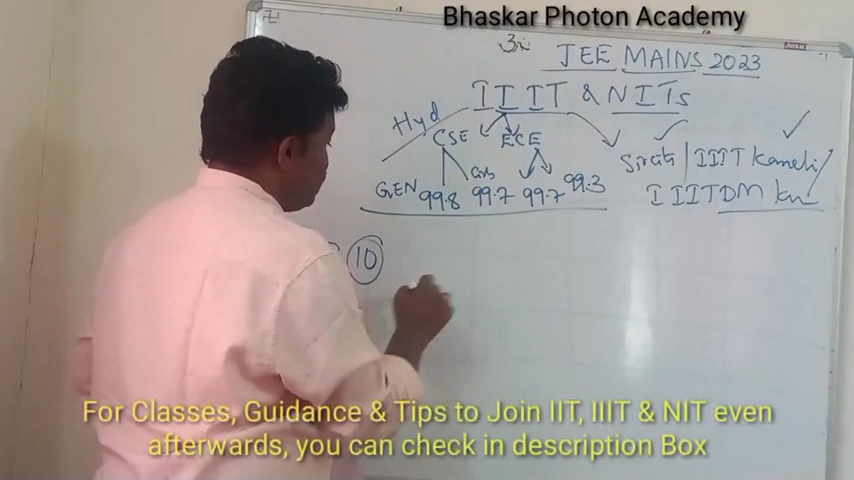 Bhaskar Photon Academy
JEE MAINS 2023
IIIT & NITs
Hyd
CSE ECE
Sircity / IIIT
GEN 99.8 Girls 99.7 99.7 99.3
IIITDM
10
For Classes, Guidance & Tips to Join IIT, IIIT & NIT even
afterwards, you can check in description Box